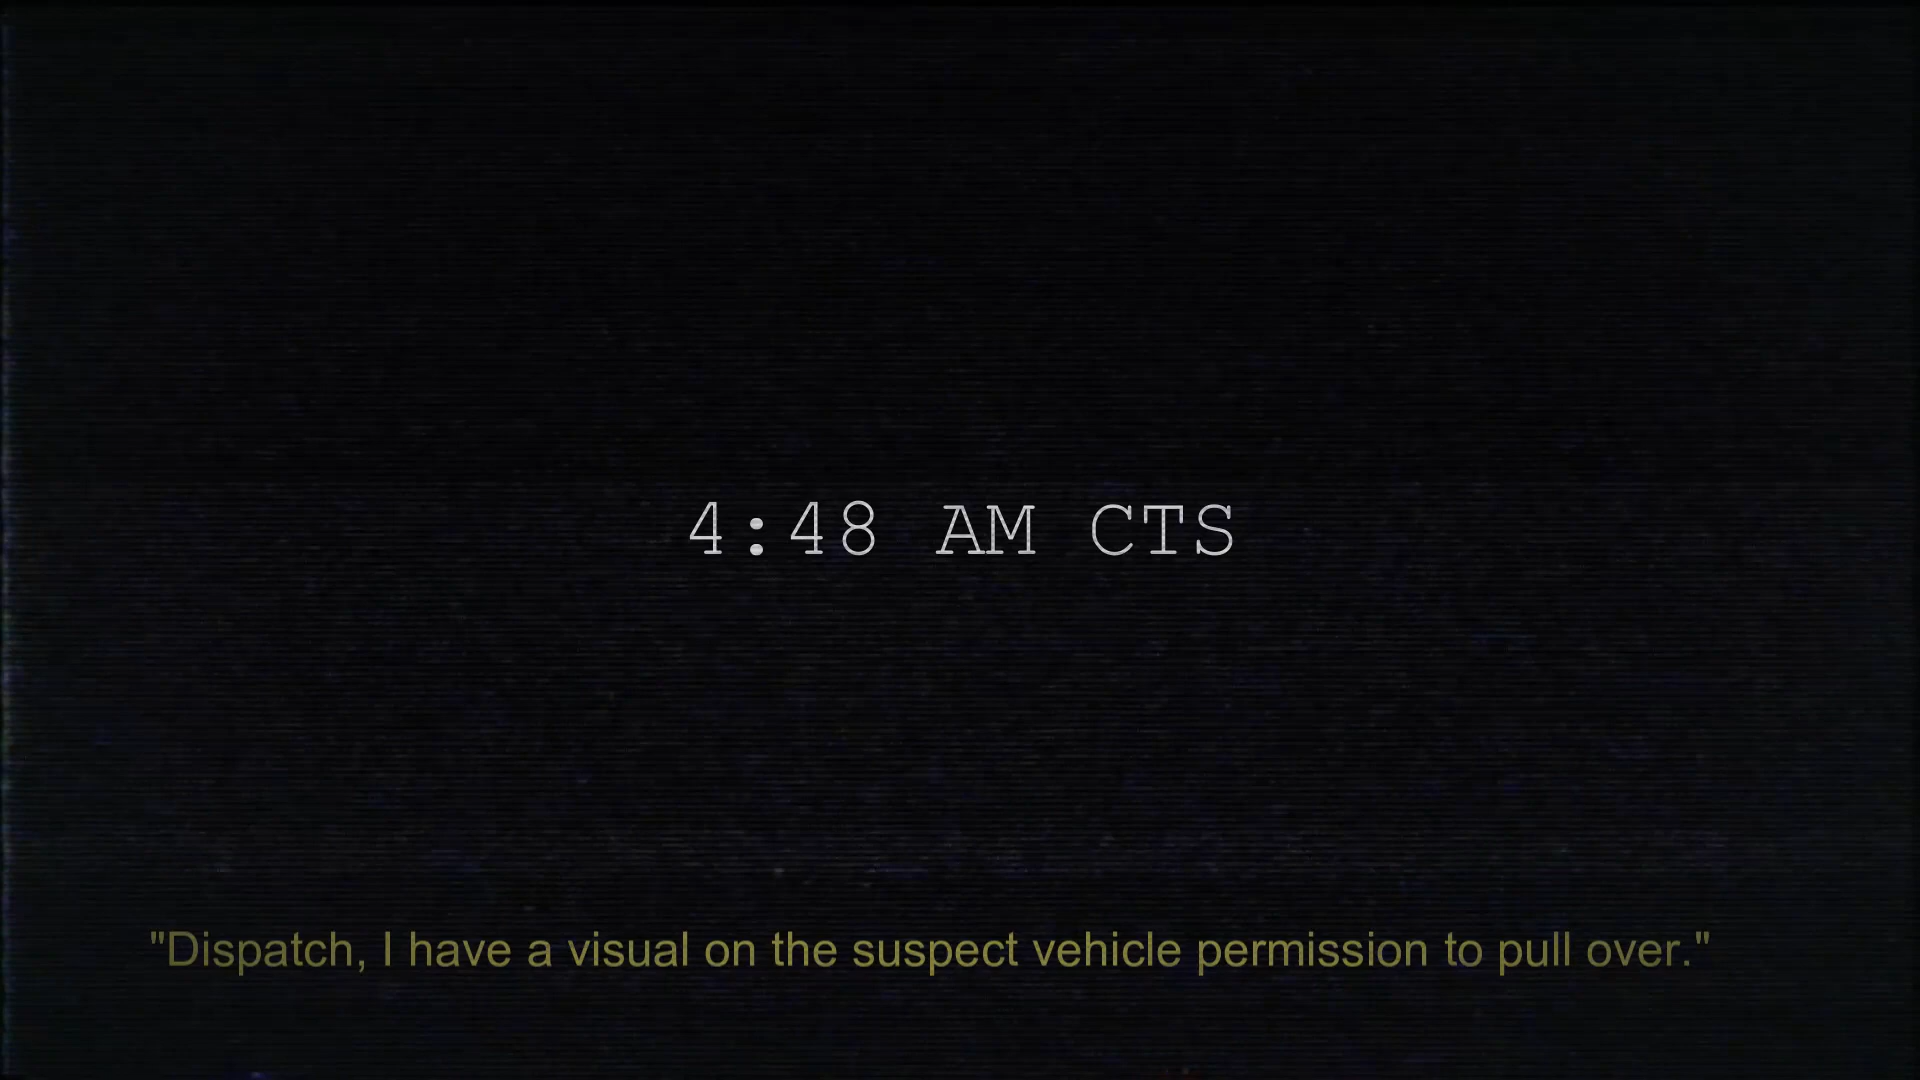 4:48 AM CTS
"Dispatch, I have a visual on the suspect vehicle permission to pull over."